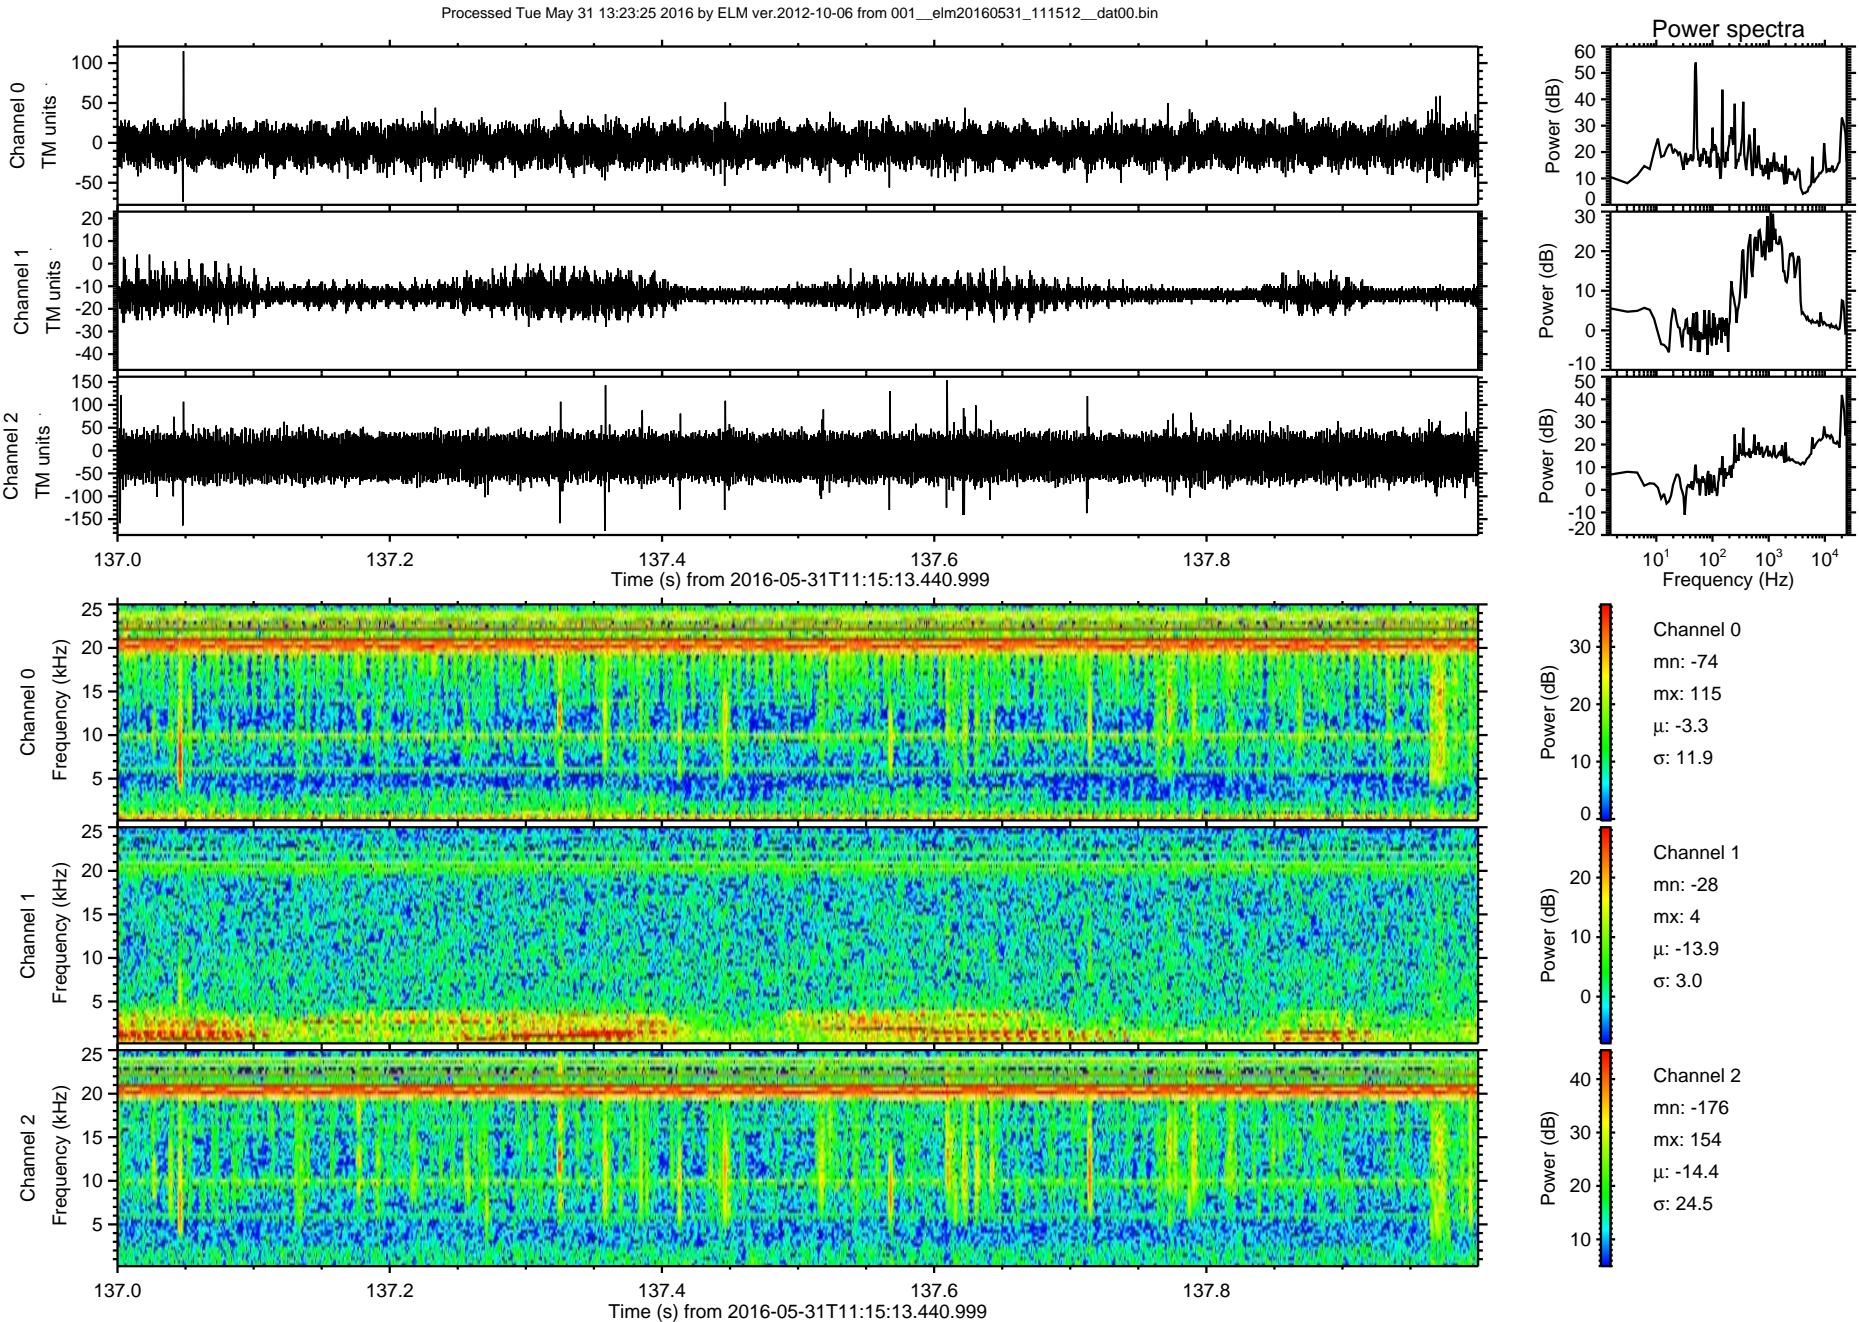 Processed Tue May 31 13:23:25 2016 by ELM ver.2012-10-06 from 001__elm20160531_111512__dat00.bin
Power spectra
Channel 0
TM units
100
50
0
-50
Power (dB)
60
50
40
30
20
10
0
Channel 1
TM units
20
10
0
-10
-20
-30
-40
Power (dB)
30
20
10
0
-10
Channel 2
TM units
150
100
50
0
-50
-100
-150
Power (dB)
50
40
30
20
10
0
-10
-20
137.0 137.2 137.4 137.6 137.8
Time (s) from 2016-05-31T11:15:13.440.999
10¹ 10² 10³ 10⁴
Frequency (Hz)
Channel 0
Frequency (kHz)
25
20
15
10
5
Power (dB)
30
20
10
0
Channel 0
mn: -74
mx: 115
μ: -3.3
σ: 11.9
Channel 1
Frequency (kHz)
25
20
15
10
5
Power (dB)
20
10
0
Channel 1
mn: -28
mx: 4
μ: -13.9
σ: 3.0
Channel 2
Frequency (kHz)
25
20
15
10
5
Power (dB)
40
30
20
10
Channel 2
mn: -176
mx: 154
μ: -14.4
σ: 24.5
137.0 137.2 137.4 137.6 137.8
Time (s) from 2016-05-31T11:15:13.440.999